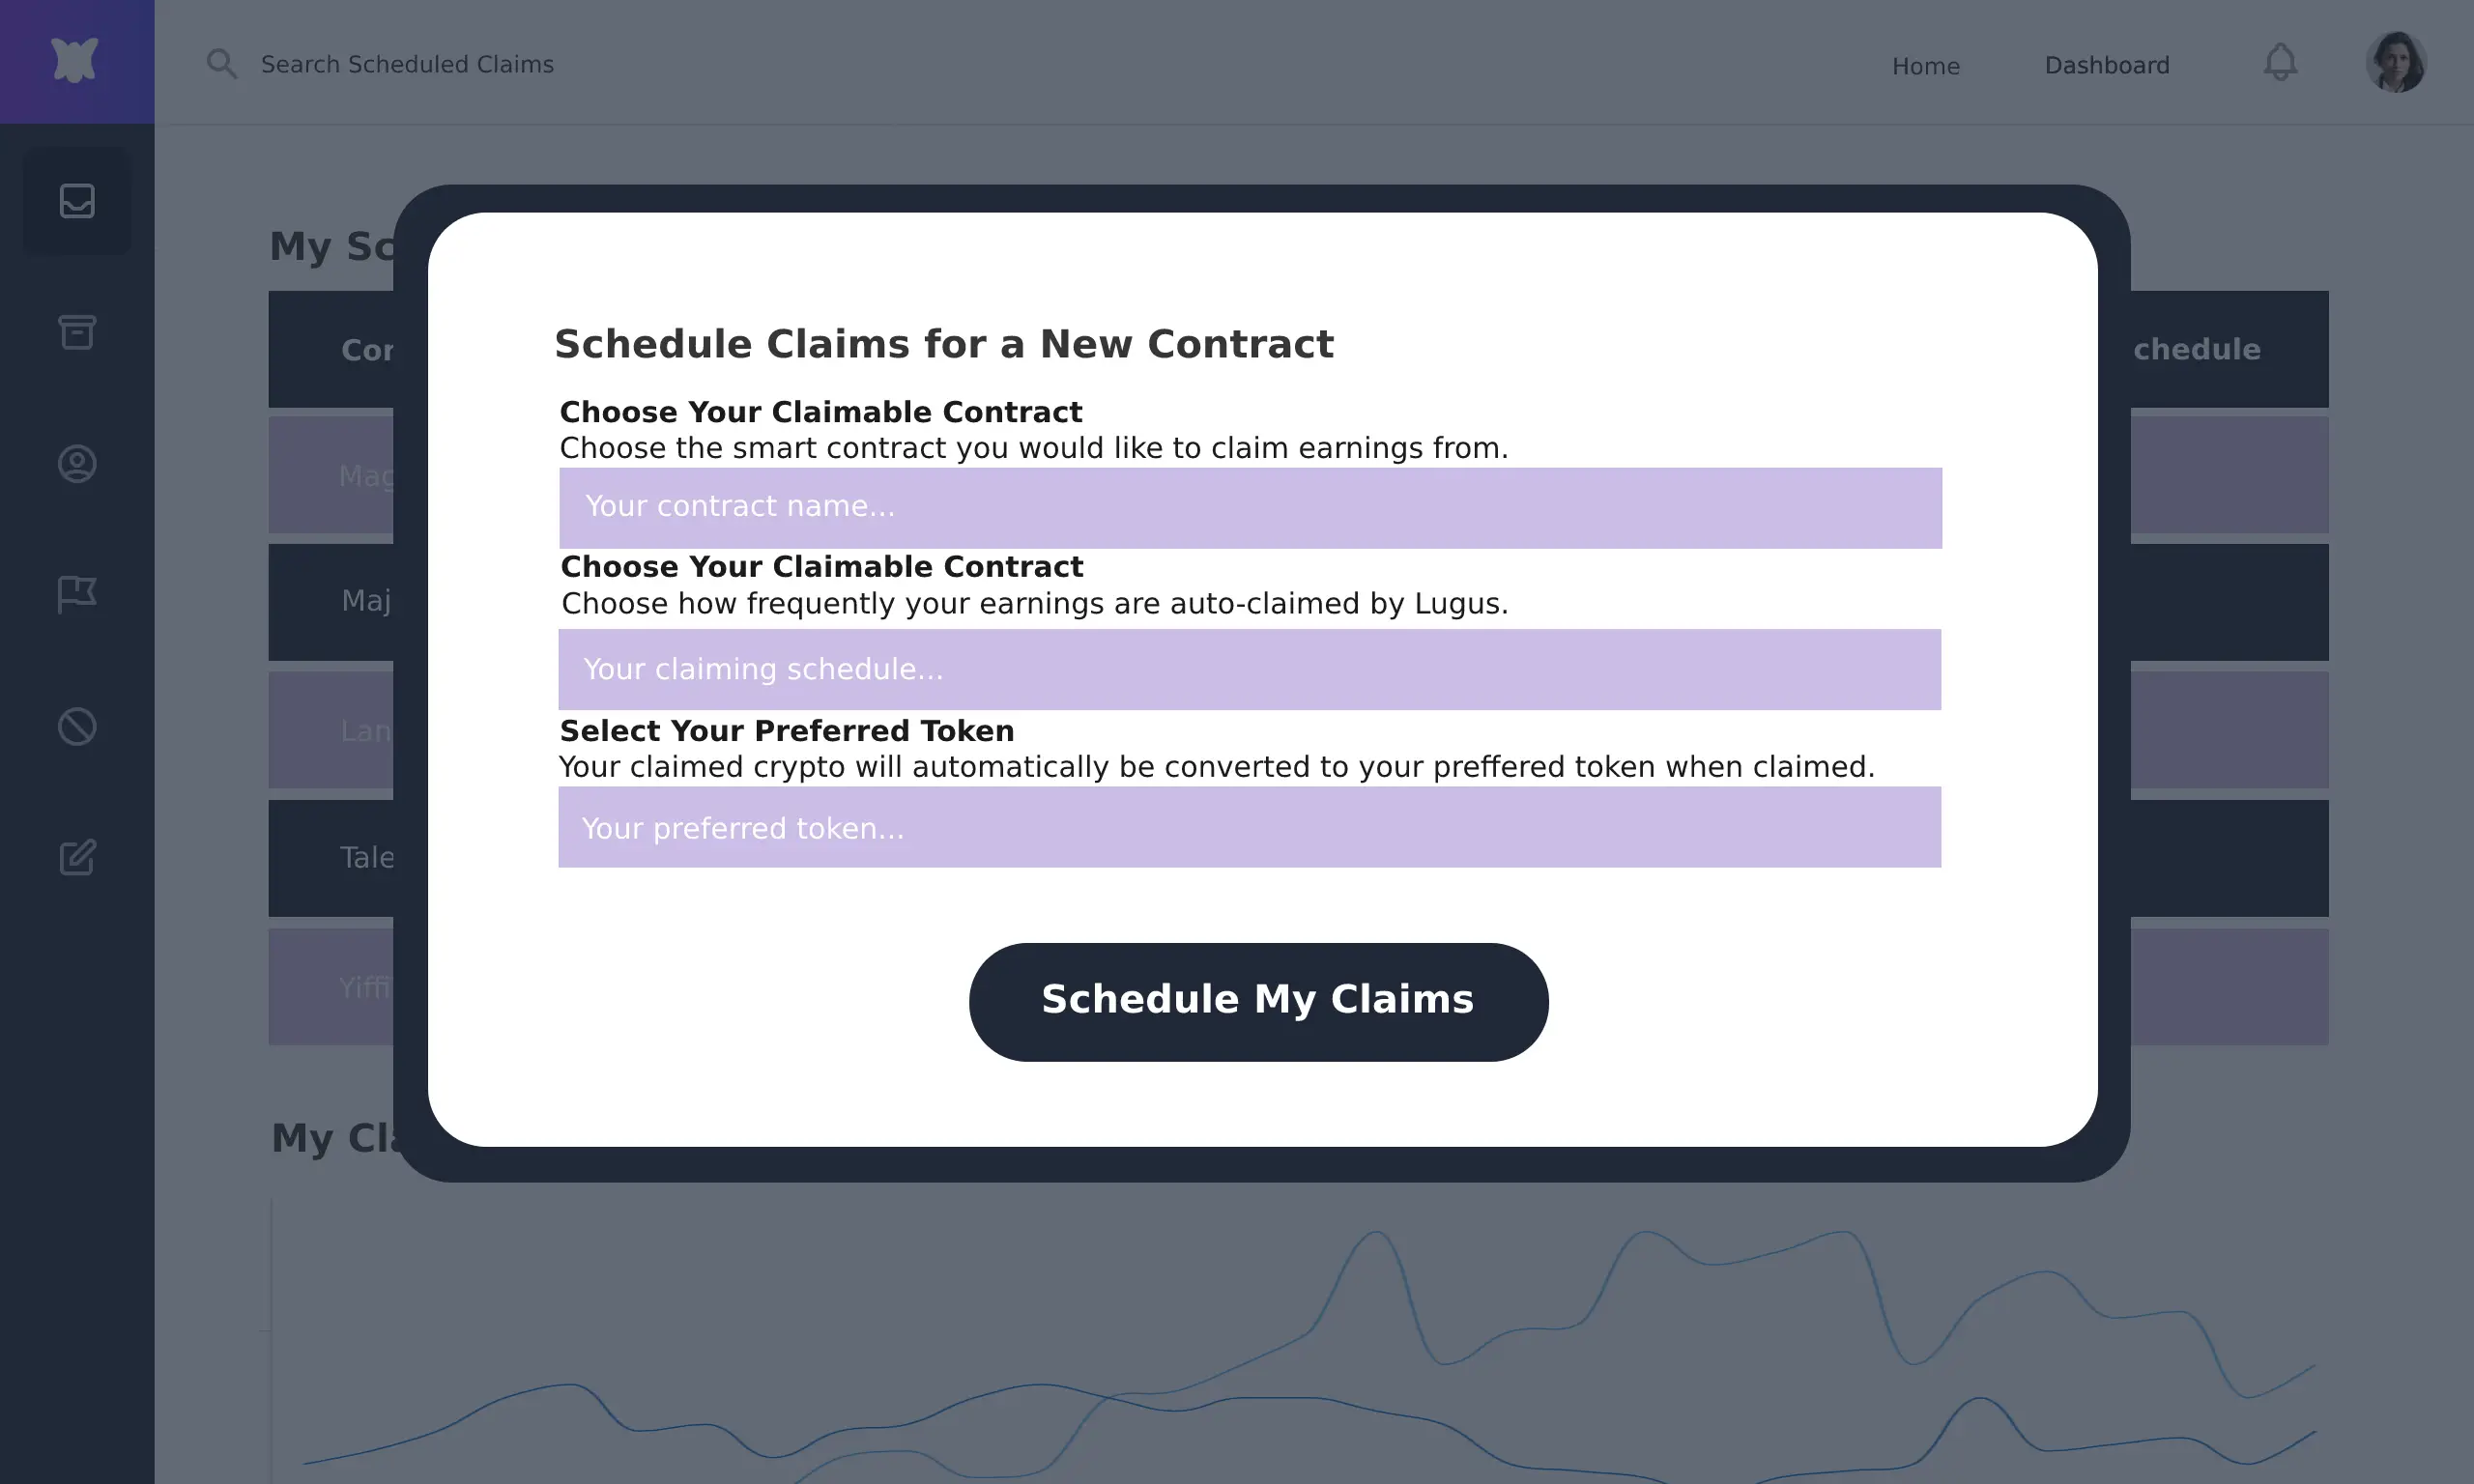 Search Scheduled Claims
Home
Dashboard
My Sc
Cor
chedule
Mag
Maj
Lan
Tale
Yiffi
Schedule Claims for a New Contract
Choose Your Claimable Contract
Choose the smart contract you would like to claim earnings from.
Your contract name...
Choose Your Claimable Contract
Choose how frequently your earnings are auto-claimed by Lugus.
Your claiming schedule...
Select Your Preferred Token
Your claimed crypto will automatically be converted to your preffered token when claimed.
Your preferred token...
Schedule My Claims
My Cla